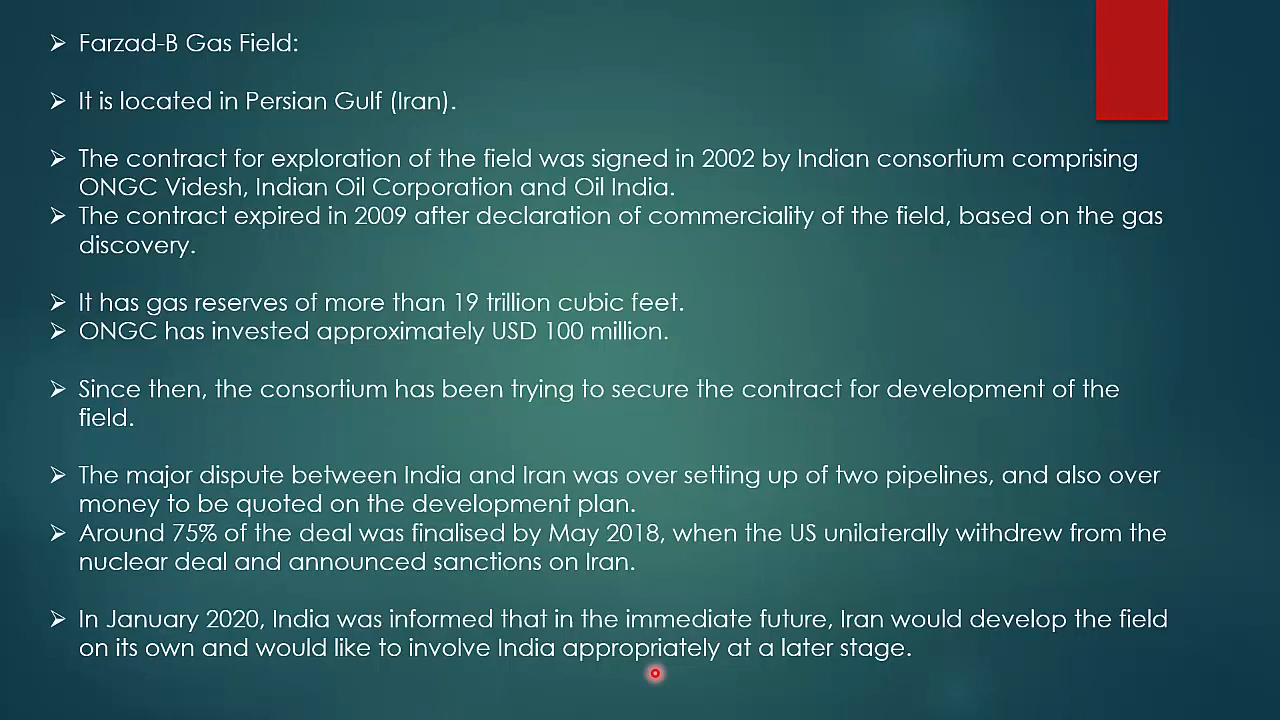 Farzad-B Gas Field:
It is located in Persian Gulf (Iran).
The contract for exploration of the field was signed in 2002 by Indian consortium comprising
ONGC Videsh, Indian Oil Corporation and Oil India.
The contract expired in 2009 after declaration of commerciality of the field, based on the gas
discovery.
It has gas reserves of more than 19 trillion cubic feet.
ONGC has invested approximately USD 100 million.
Since then, the consortium has been trying to secure the contract for development of the
field.
The major dispute between India and Iran was over setting up of two pipelines, and also over
money to be quoted on the development plan.
Around 75% of the deal was finalised by May 2018, when the US unilaterally withdrew from the
nuclear deal and announced sanctions on Iran.
In January 2020, India was informed that in the immediate future, Iran would develop the field
on its own and would like to involve India appropriately at a later stage.